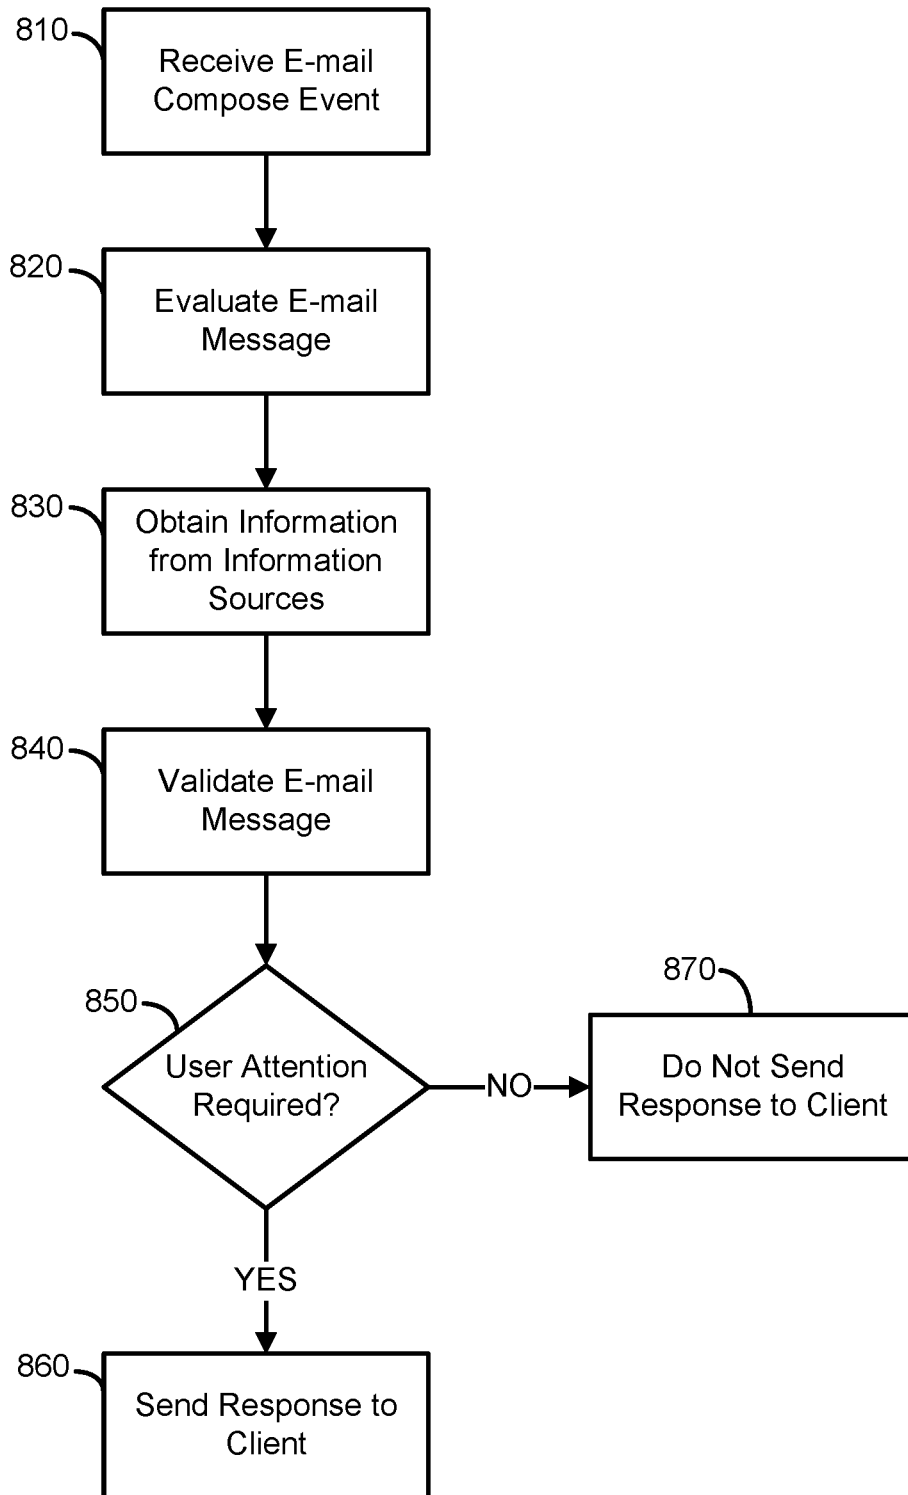 810
Receive E-mail
Compose Event
820
Evaluate E-mail
Message
830
Obtain Information
from Information
Sources
840
Validate E-mail
Message
850
User Attention
Required?
NO
870
Do Not Send
Response to Client
YES
860
Send Response to
Client